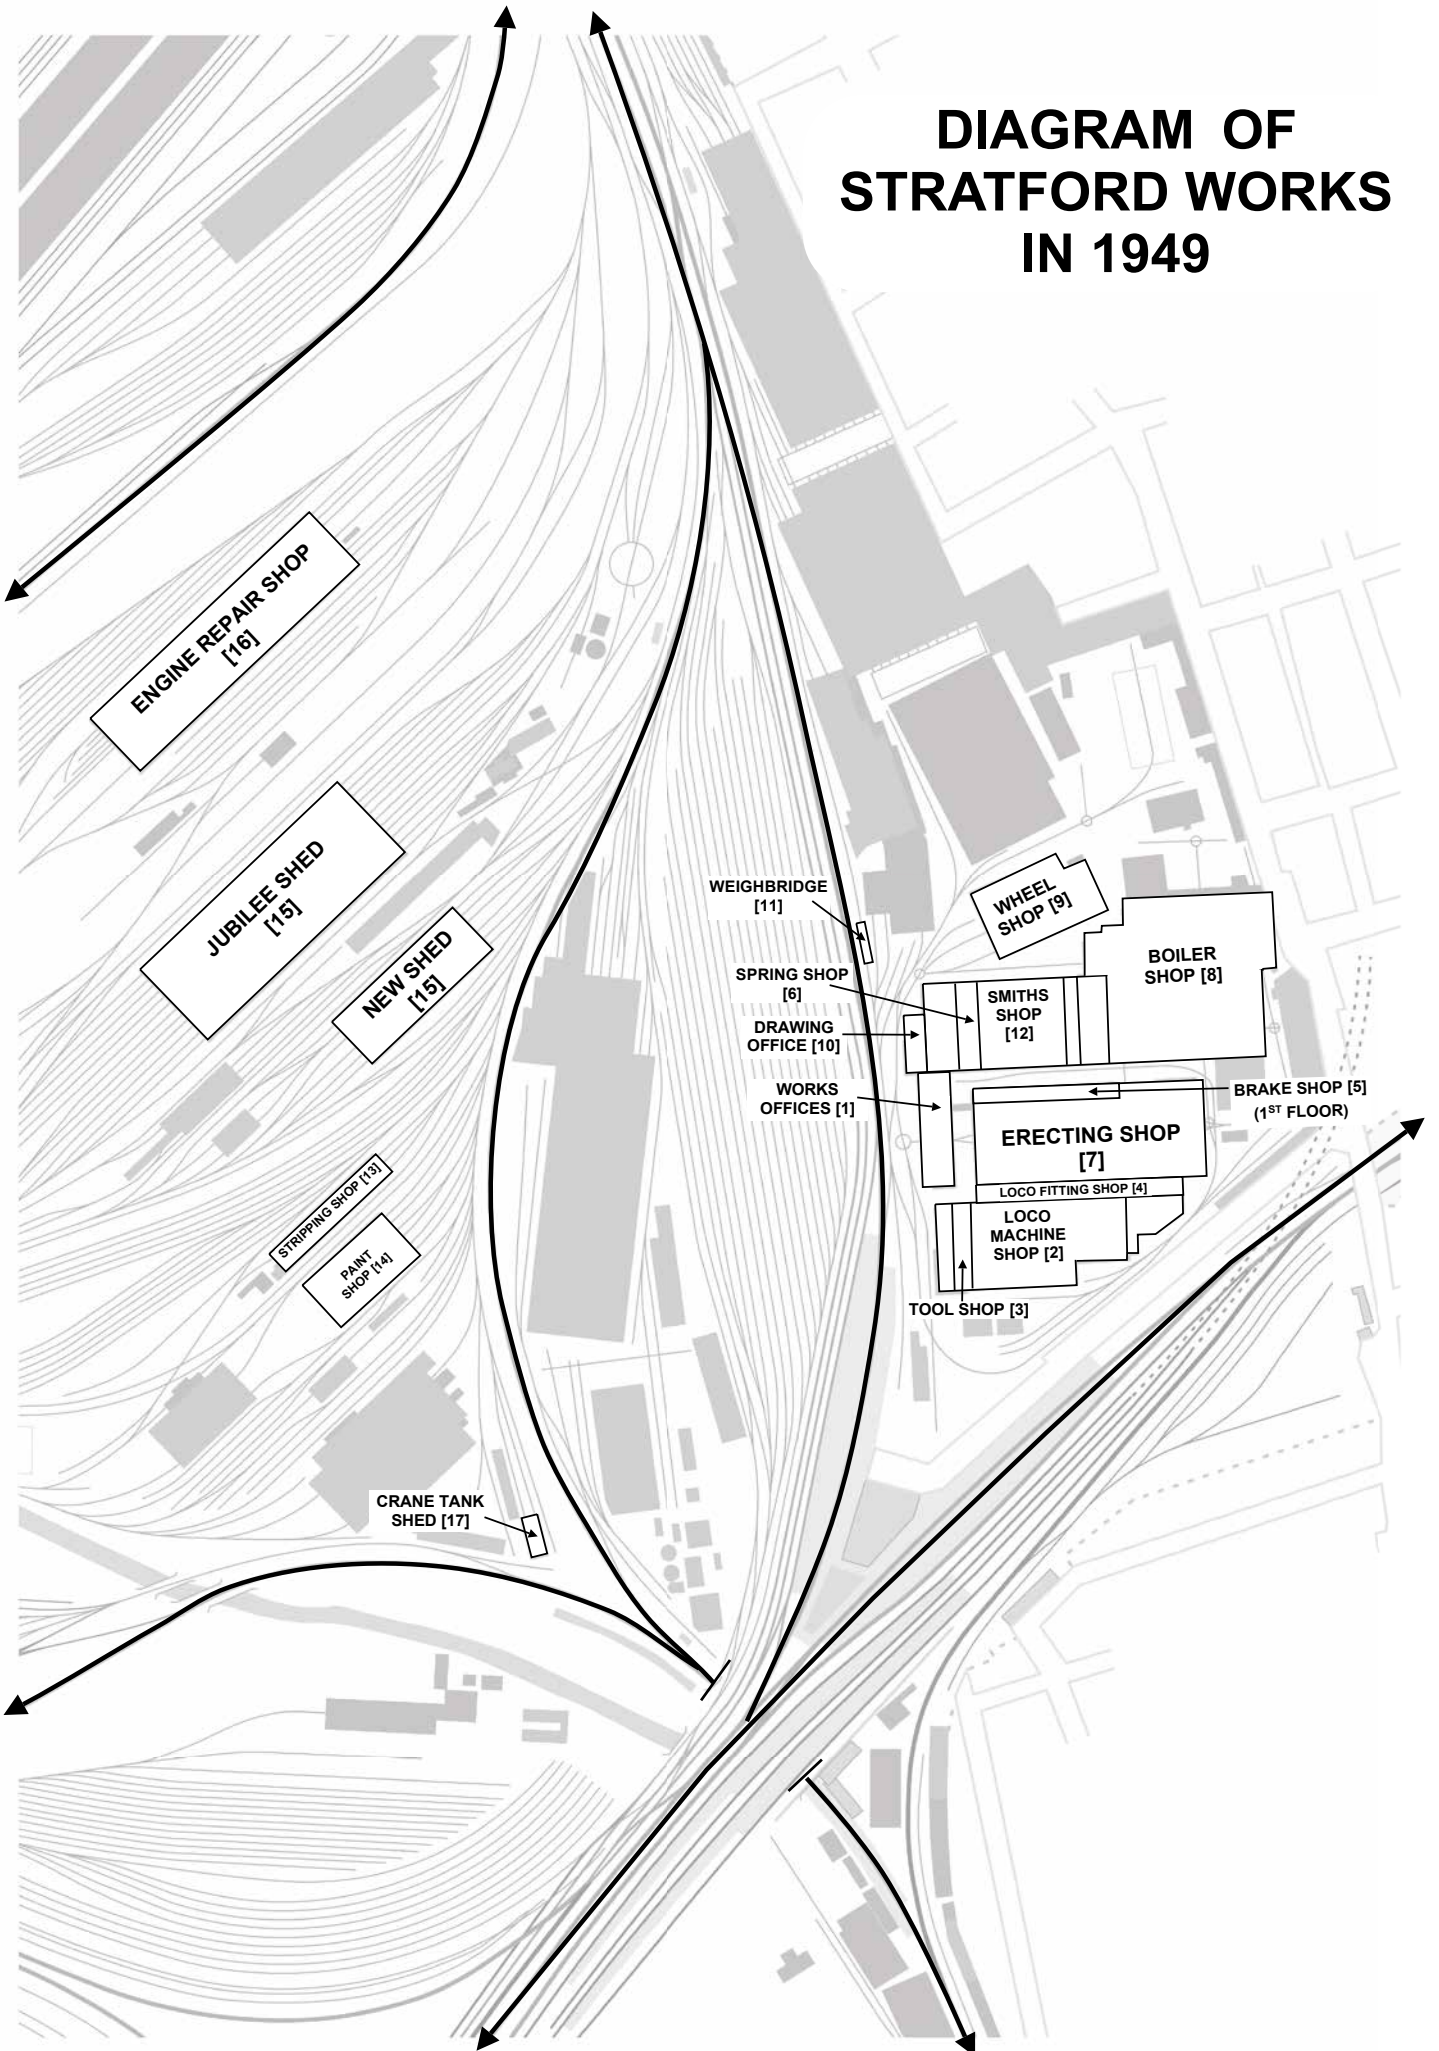 DIAGRAM OF
STRATFORD WORKS
IN 1949
ENGINE REPAIR SHOP
[16]
JUBILEE SHED
[15]
NEW SHED
[15]
WEIGHBRIDGE
[11]
WHEEL
SHOP [9]
BOILER
SHOP [8]
SPRING SHOP
[6]
SMITHS
SHOP
[12]
DRAWING
OFFICE [10]
WORKS
OFFICES [1]
BRAKE SHOP [5]
(1ST FLOOR)
ERECTING SHOP
[7]
LOCO FITTING SHOP [4]
LOCO
MACHINE
SHOP [2]
TOOL SHOP [3]
STRIPPING SHOP [13]
PAINT
SHOP [14]
CRANE TANK
SHED [17]